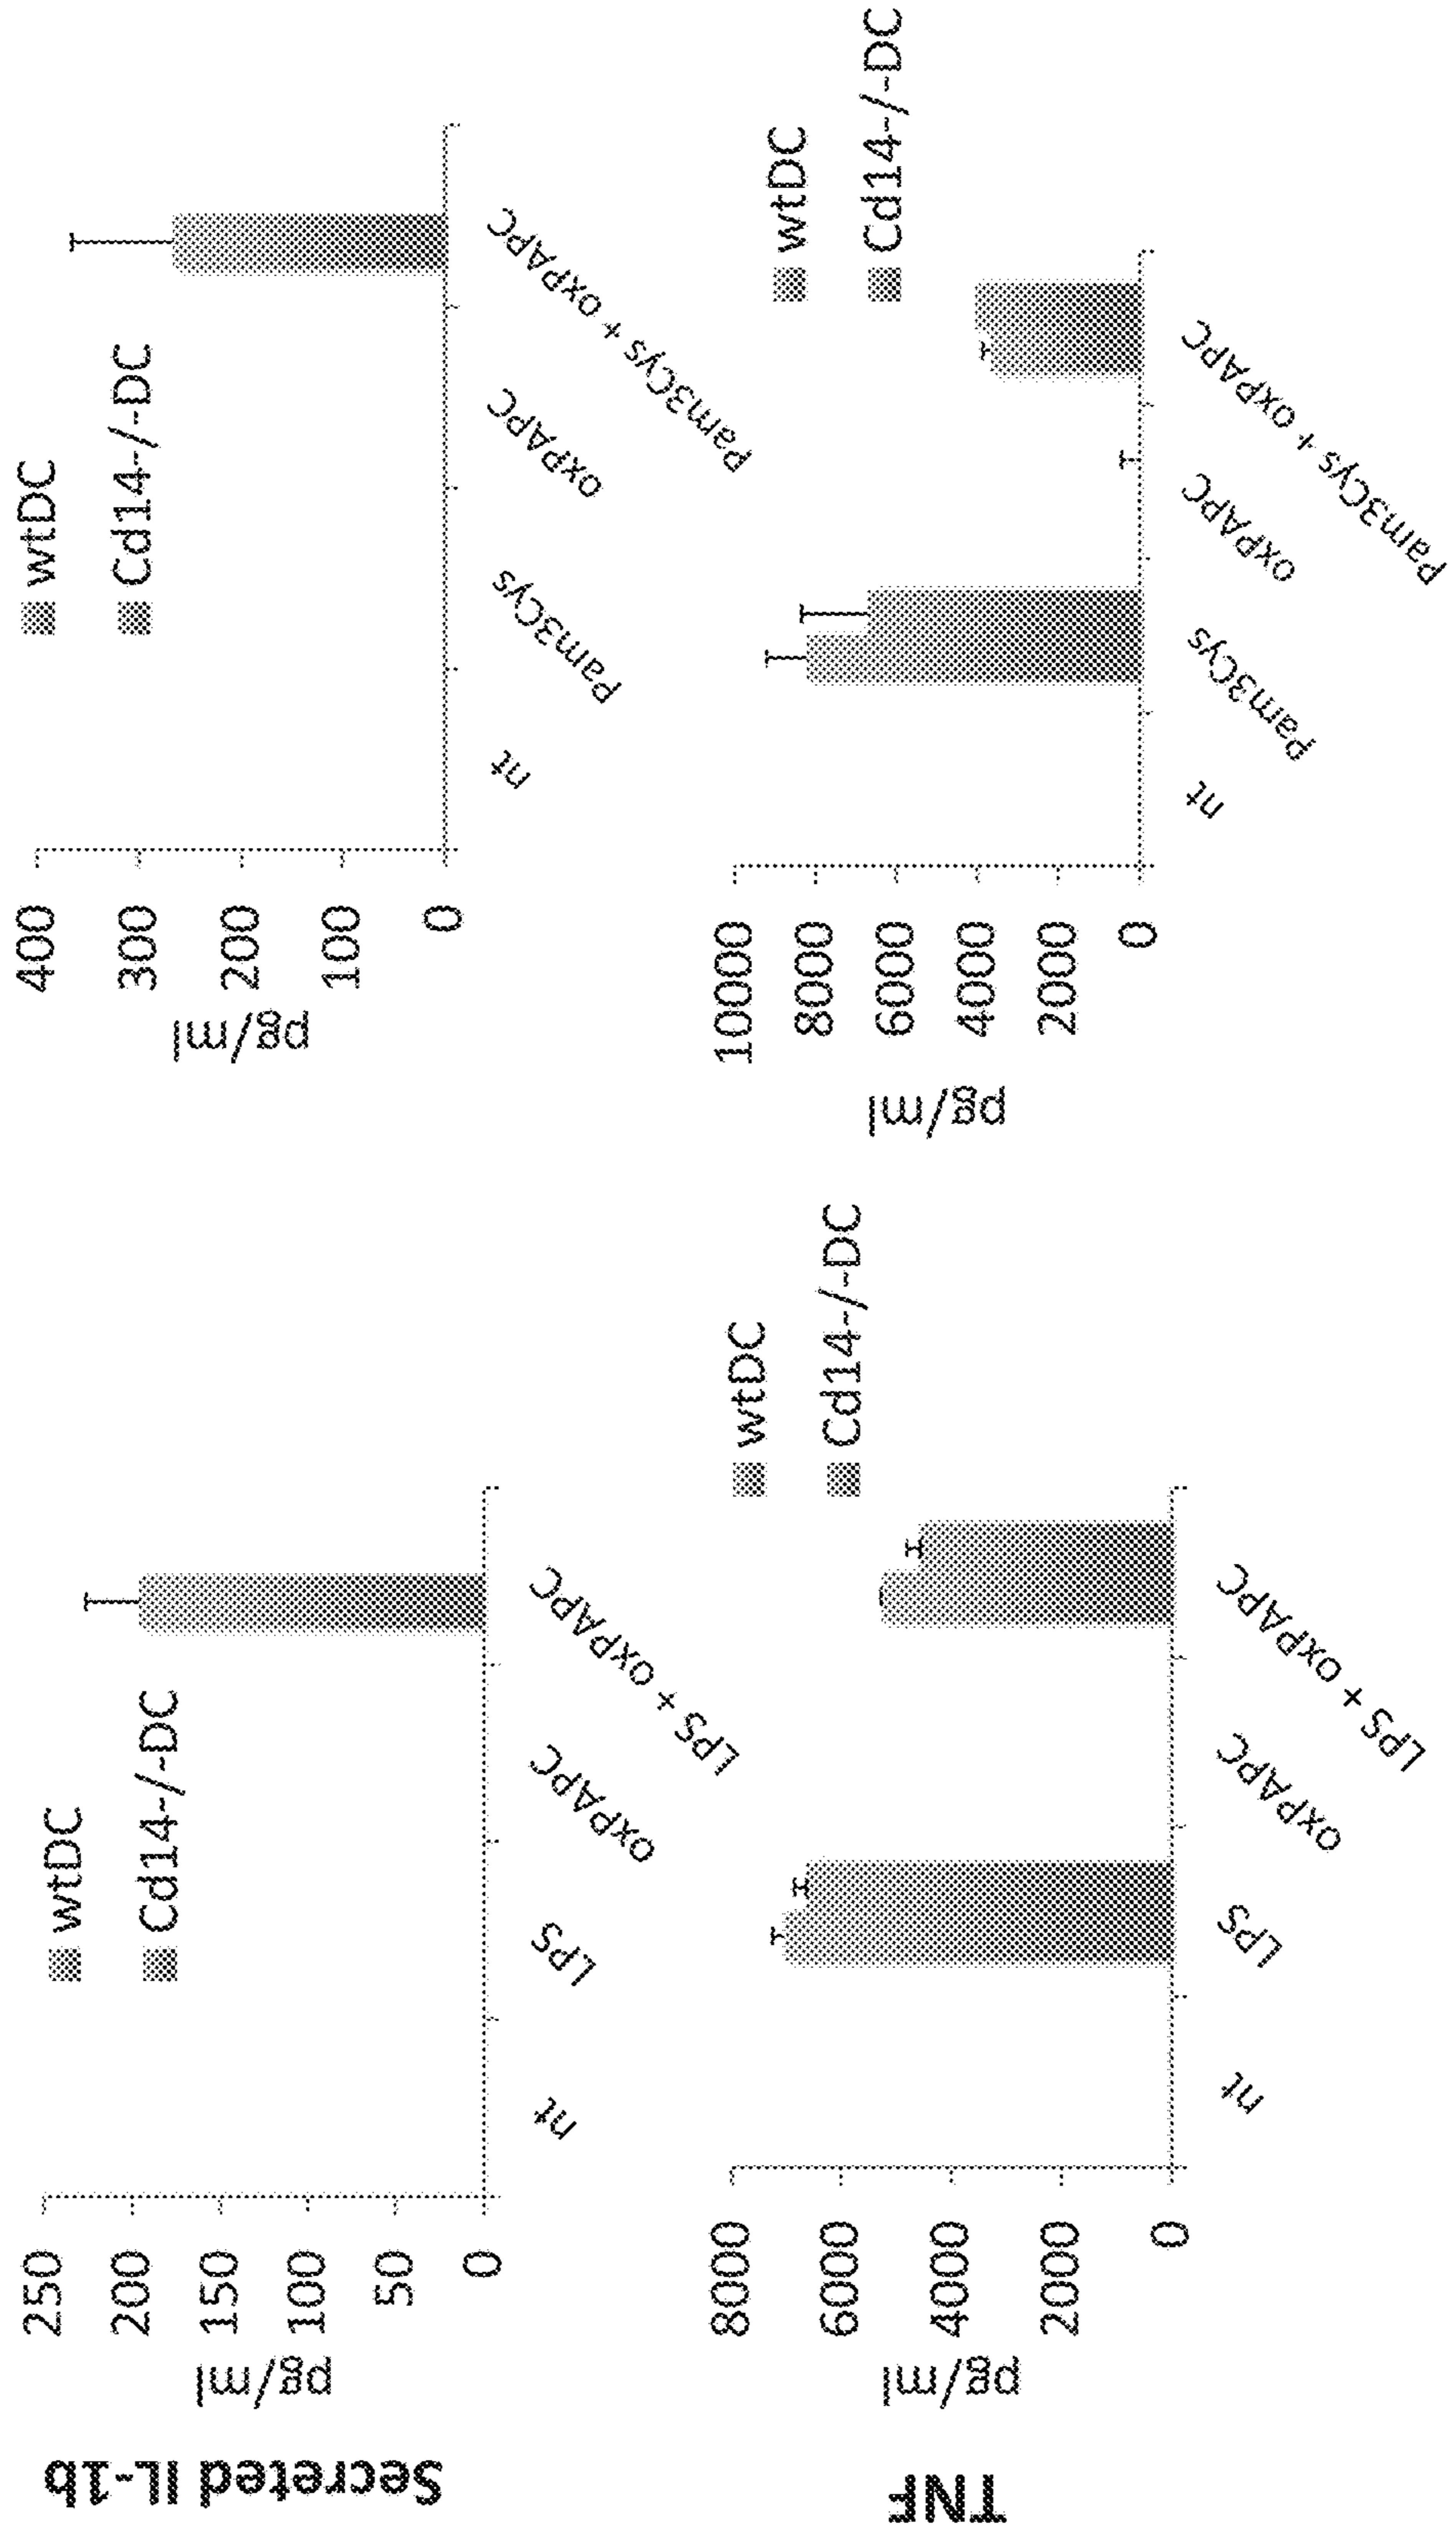 Secreted IL-1b
pg/ml
250
200
150
100
50
0
wtDC
Cd14-/-DC
nt
LPS
oxPAPC
LPS + oxPAPC
pg/ml
400
300
200
100
0
wtDC
Cd14-/-DC
nt
Pam3Cys
oxPAPC
Pam3Cys + oxPAPC
TNF
pg/ml
8000
6000
4000
2000
0
wtDC
Cd14-/-DC
nt
LPS
oxPAPC
LPS + oxPAPC
pg/ml
10000
8000
6000
4000
2000
0
wtDC
Cd14-/-DC
nt
Pam3Cys
oxPAPC
Pam3Cys + oxPAPC